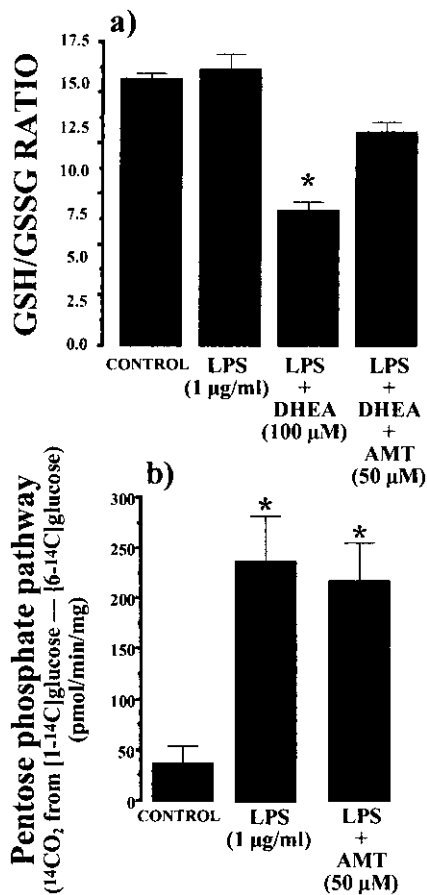 a)
GSH/GSSG RATIO
17.5
15.0
12.5
10.0
7.5
5.0
2.5
0.0
*
CONTROL
LPS
(1 µg/ml)
LPS
+
DHEA
(100 µM)
LPS
+
DHEA
+
AMT
(50 µM)
b)
Pentose phosphate pathway
(14CO₂ from [1-¹⁴C]glucose — [6-¹⁴C]glucose)
(pmol/min/mg)
300
250
200
150
100
50
0
*
*
CONTROL
LPS
(1 µg/ml)
LPS
+
AMT
(50 µM)